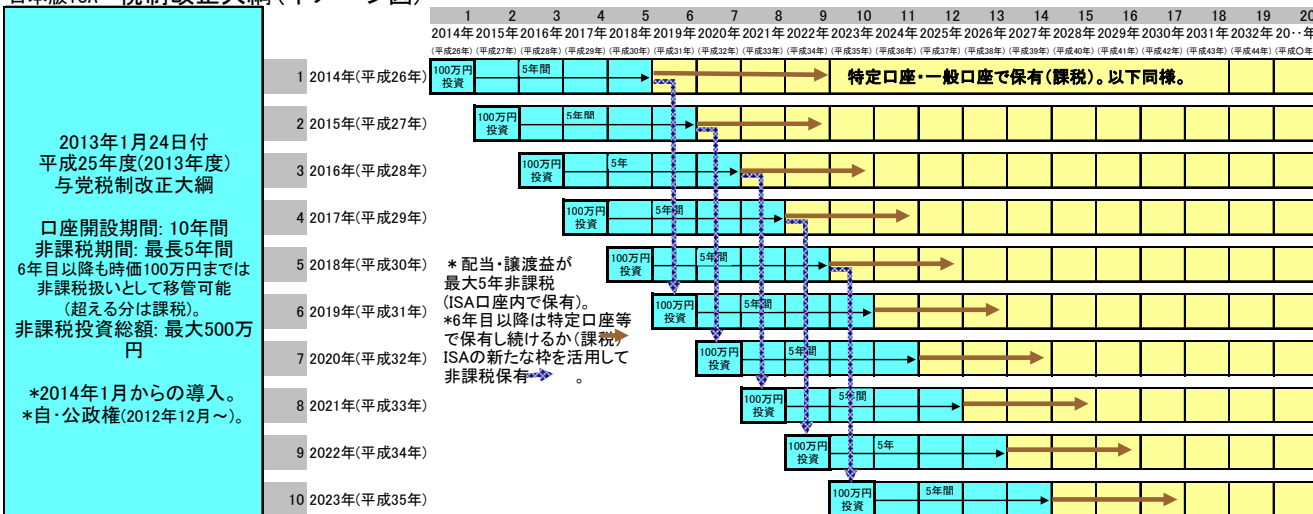 日本版ISA 税制改正大綱(イメージ図)
1 2 3 4 5 6 7 8 9 10 11 12 13 14 15 16 17 18 19 20
2014年 2015年 2016年 2017年 2018年 2019年 2020年 2021年 2022年 2023年 2024年 2025年 2026年 2027年 2028年 2029年 2030年 2031年 2032年 20‥年
(平成26年) (平成27年) (平成28年) (平成29年) (平成30年) (平成31年) (平成32年) (平成33年) (平成34年) (平成35年) (平成36年) (平成37年) (平成38年) (平成39年) (平成40年) (平成41年) (平成42年) (平成43年) (平成44年) (平成〇年
2013年1月24日付
平成25年度(2013年度)
与党税制改正大綱
口座開設期間: 10年間
非課税期間: 最長5年間
6年目以降も時価100万円までは
非課税扱いとして移管可能
(超える分は課税)。
非課税投資総額: 最大500万
円
*2014年1月からの導入。
*自・公政権(2012年12月~)。
1 2014年(平成26年)
100万円
投資
5年間
特定口座・一般口座で保有(課税)。以下同様。
2 2015年(平成27年)
100万円
投資
5年間
3 2016年(平成28年)
100万円
投資
5年
4 2017年(平成29年)
100万円
投資
5年間
5 2018年(平成30年)
100万円
投資
5年間
*配当・譲渡益が
最大5年非課税
(ISA口座内で保有)。
*6年目以降は特定口座等
で保有し続けるか(課税)
ISAの新たな枠を活用して
非課税保有 。
6 2019年(平成31年)
100万円
投資
5年間
7 2020年(平成32年)
100万円
投資
5年間
8 2021年(平成33年)
100万円
投資
5年間
9 2022年(平成34年)
100万円
投資
5年
10 2023年(平成35年)
100万円
投資
5年間